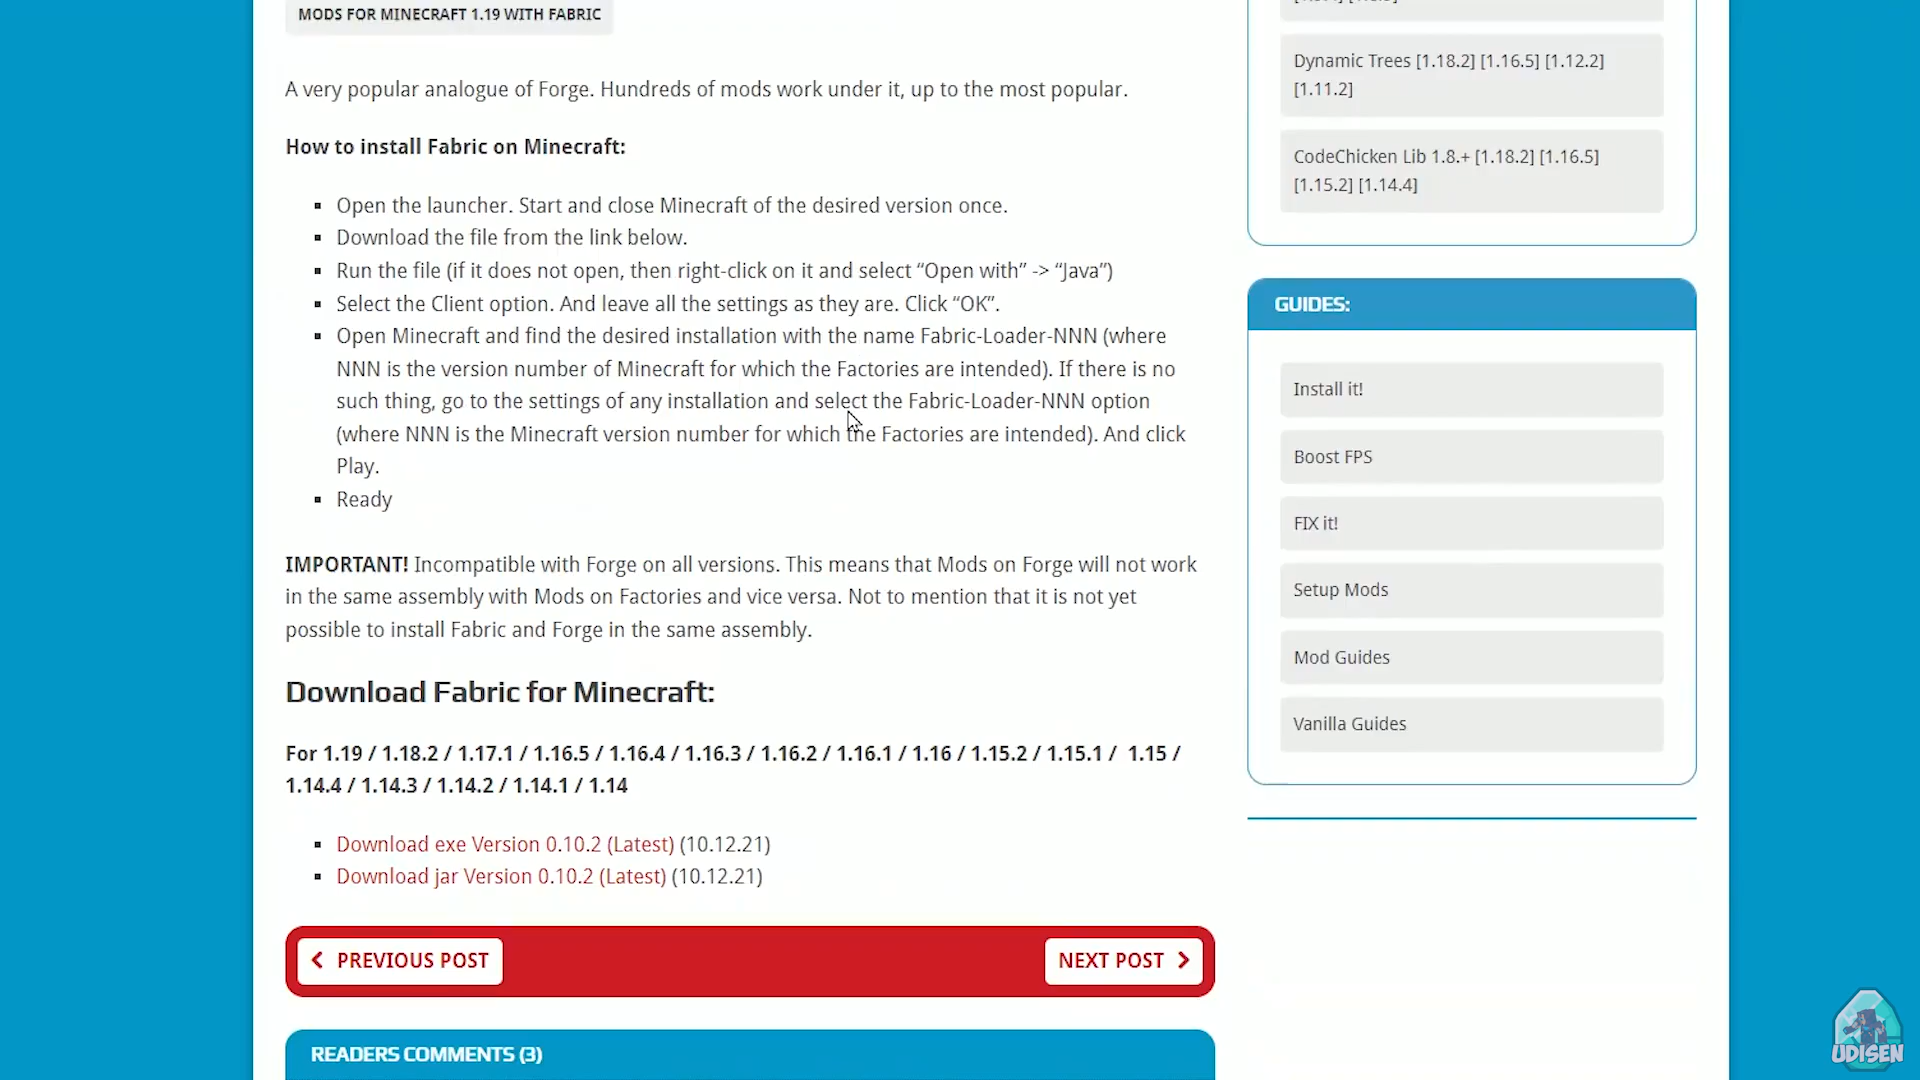 MODS FOR MINECRAFT 1.19 WITH FABRIC
A very popular analogue of Forge. Hundreds of mods work under it, up to the most popular.
How to install Fabric on Minecraft:
Open the launcher. Start and close Minecraft of the desired version once.
Download the file from the link below.
Run the file (if it does not open, then right-click on it and select “Open with” -> “Java”)
Select the Client option. And leave all the settings as they are. Click “OK”.
Open Minecraft and find the desired installation with the name Fabric-Loader-NNN (where
NNN is the version number of Minecraft for which the Factories are intended). If there is no
such thing, go to the settings of any installation and select the Fabric-Loader-NNN option
(where NNN is the Minecraft version number for which the Factories are intended). And click
Play.
Ready
IMPORTANT! Incompatible with Forge on all versions. This means that Mods on Forge will not work
in the same assembly with Mods on Factories and vice versa. Not to mention that it is not yet
possible to install Fabric and Forge in the same assembly.
Download Fabric for Minecraft:
For 1.19 / 1.18.2 / 1.17.1 / 1.16.5 / 1.16.4 / 1.16.3 / 1.16.2 / 1.16.1 / 1.16 / 1.15.2 / 1.15.1 / 1.15 /
1.14.4 / 1.14.3 / 1.14.2 / 1.14.1 / 1.14
Download exe Version 0.10.2 (Latest) (10.12.21)
Download jar Version 0.10.2 (Latest) (10.12.21)
PREVIOUS POST
NEXT POST
READERS COMMENTS (3)
Dynamic Trees [1.18.2] [1.16.5] [1.12.2]
[1.11.2]
CodeChicken Lib 1.8.+ [1.18.2] [1.16.5]
[1.15.2] [1.14.4]
GUIDES:
Install it!
Boost FPS
FIX it!
Setup Mods
Mod Guides
Vanilla Guides
UDISEN